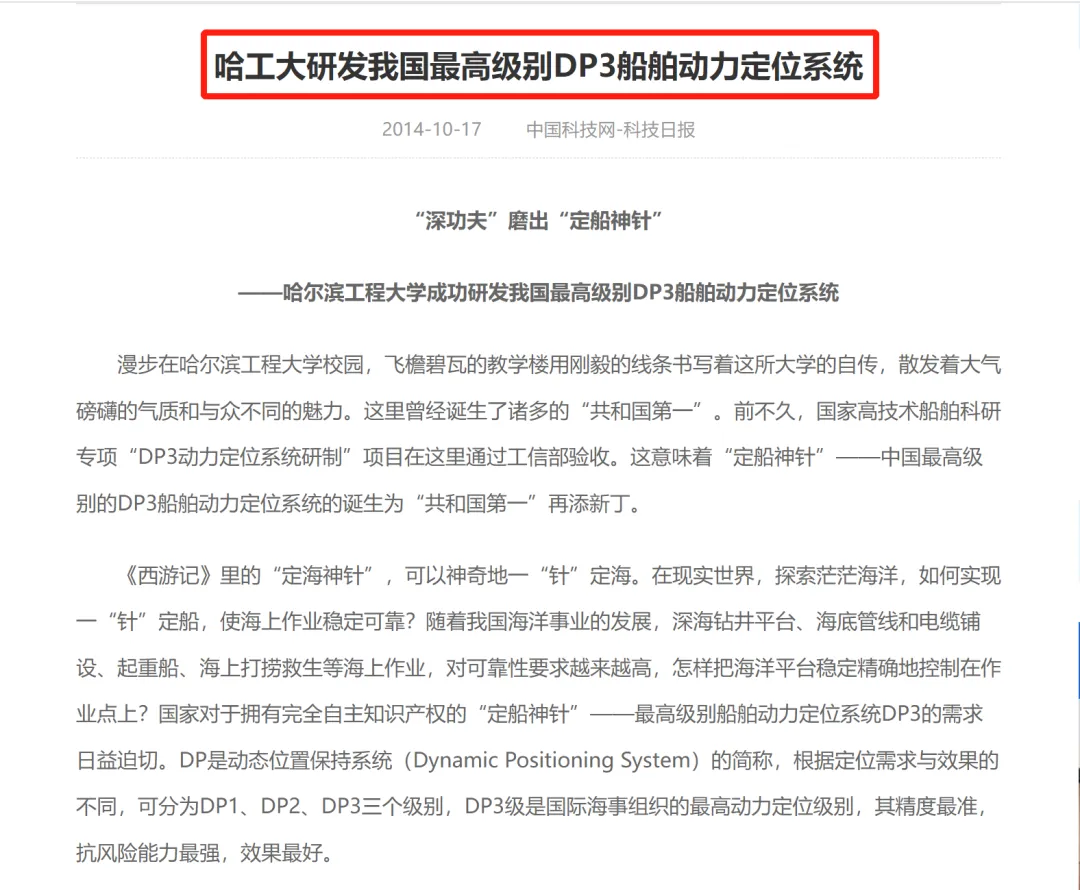 哈工大研发我国最高级别DP3船舶动力定位系统
2014-10-17 中国科技网-科技日报
“深功夫”磨出“定船神针”
——哈尔滨工程大学成功研发我国最高级别DP3船舶动力定位系统
漫步在哈尔滨工程大学校园，飞檐碧瓦的教学楼用刚毅的线条书写着这所大学的自传，散发着大气
磅礴的气质和与众不同的魅力。这里曾经诞生了诸多的“共和国第一”。前不久，国家高技术船舶科研
专项“DP3动力定位系统研制”项目在这里通过工信部验收。这意味着“定船神针”——中国最高级
别的DP3船舶动力定位系统的诞生为“共和国第一”再添新丁。
《西游记》里的“定海神针”，可以神奇地一“针”定海。在现实世界，探索茫茫海洋，如何实现
一“针”定船，使海上作业稳定可靠？随着我国海洋事业的发展，深海钻井平台、海底管线和电缆铺
设、起重船、海上打捞救生等海上作业，对可靠性要求越来越高，怎样把海洋平台稳定精确地控制在作
业点上？国家对于拥有完全自主知识产权的“定船神针”——最高级别船舶动力定位系统DP3的需求
日益迫切。DP是动态位置保持系统（Dynamic Positioning System）的简称，根据定位需求与效果的
不同，可分为DP1、DP2、DP3三个级别，DP3级是国际海事组织的最高动力定位级别，其精度最准，
抗风险能力最强，效果最好。